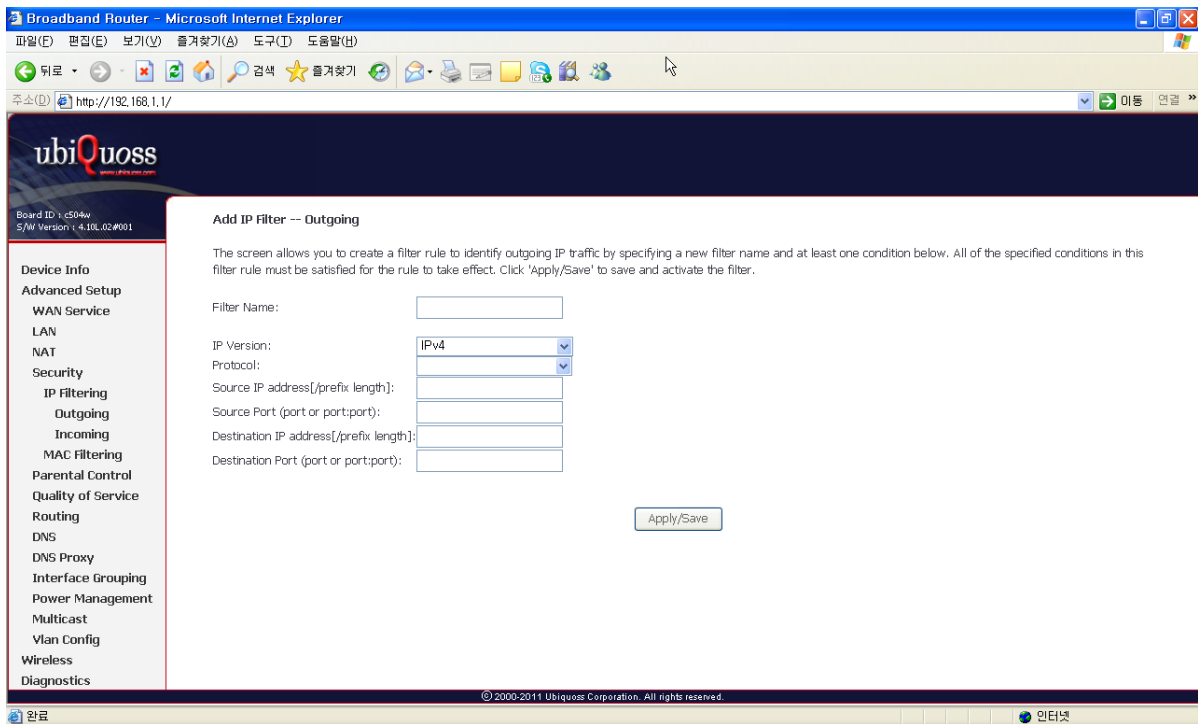 Broadband Router - Microsoft Internet Explorer
파일(F) 편집(E) 보기(V) 즐겨찾기(A) 도구(T) 도움말(H)
뒤로 검색 즐겨찾기
주소(D) http://192.168.1.1/ 이동 연결 »
ubiQuoss
www.ubiquoss.com
Board ID : c504w
S/W Version : 4.10L.02#001
Device Info
Advanced Setup
WAN Service
LAN
NAT
Security
IP Filtering
Outgoing
Incoming
MAC Filtering
Parental Control
Quality of Service
Routing
DNS
DNS Proxy
Interface Grouping
Power Management
Multicast
Vlan Config
Wireless
Diagnostics
Add IP Filter -- Outgoing
The screen allows you to create a filter rule to identify outgoing IP traffic by specifying a new filter name and at least one condition below. All of the specified conditions in this
filter rule must be satisfied for the rule to take effect. Click 'Apply/Save' to save and activate the filter.
Filter Name:
IP Version: IPv4
Protocol:
Source IP address[/prefix length]:
Source Port (port or port:port):
Destination IP address[/prefix length]:
Destination Port (port or port:port):
Apply/Save
© 2000-2011 Ubiquoss Corporation. All rights reserved.
완료 인터넷